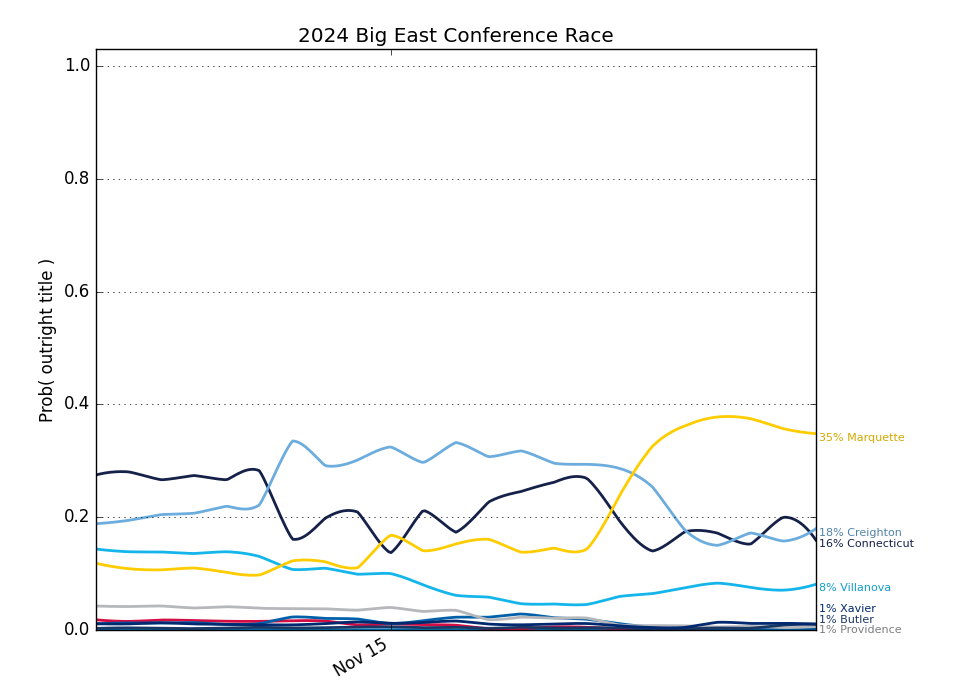 2024 Big East Conference Race
1.0
0.8
0.6
0.4
0.2
0.0
Prob( outright title )
Nov 15
35% Marquette
18% Creighton
16% Connecticut
8% Villanova
1% Xavier
1% Butler
1% Providence